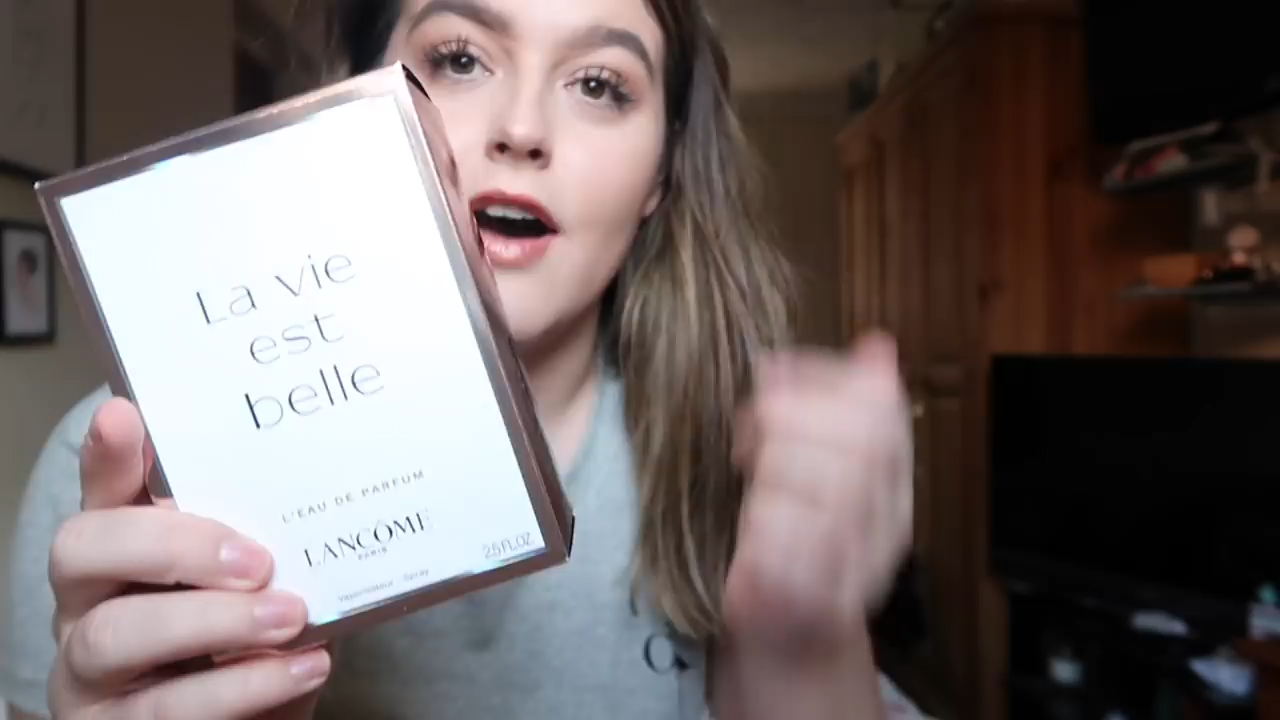 La vie
est
belle
L'EAU DE PARFUM
LANCÔME
PARIS
2.5 FL.OZ.
Vaporisateur Spray